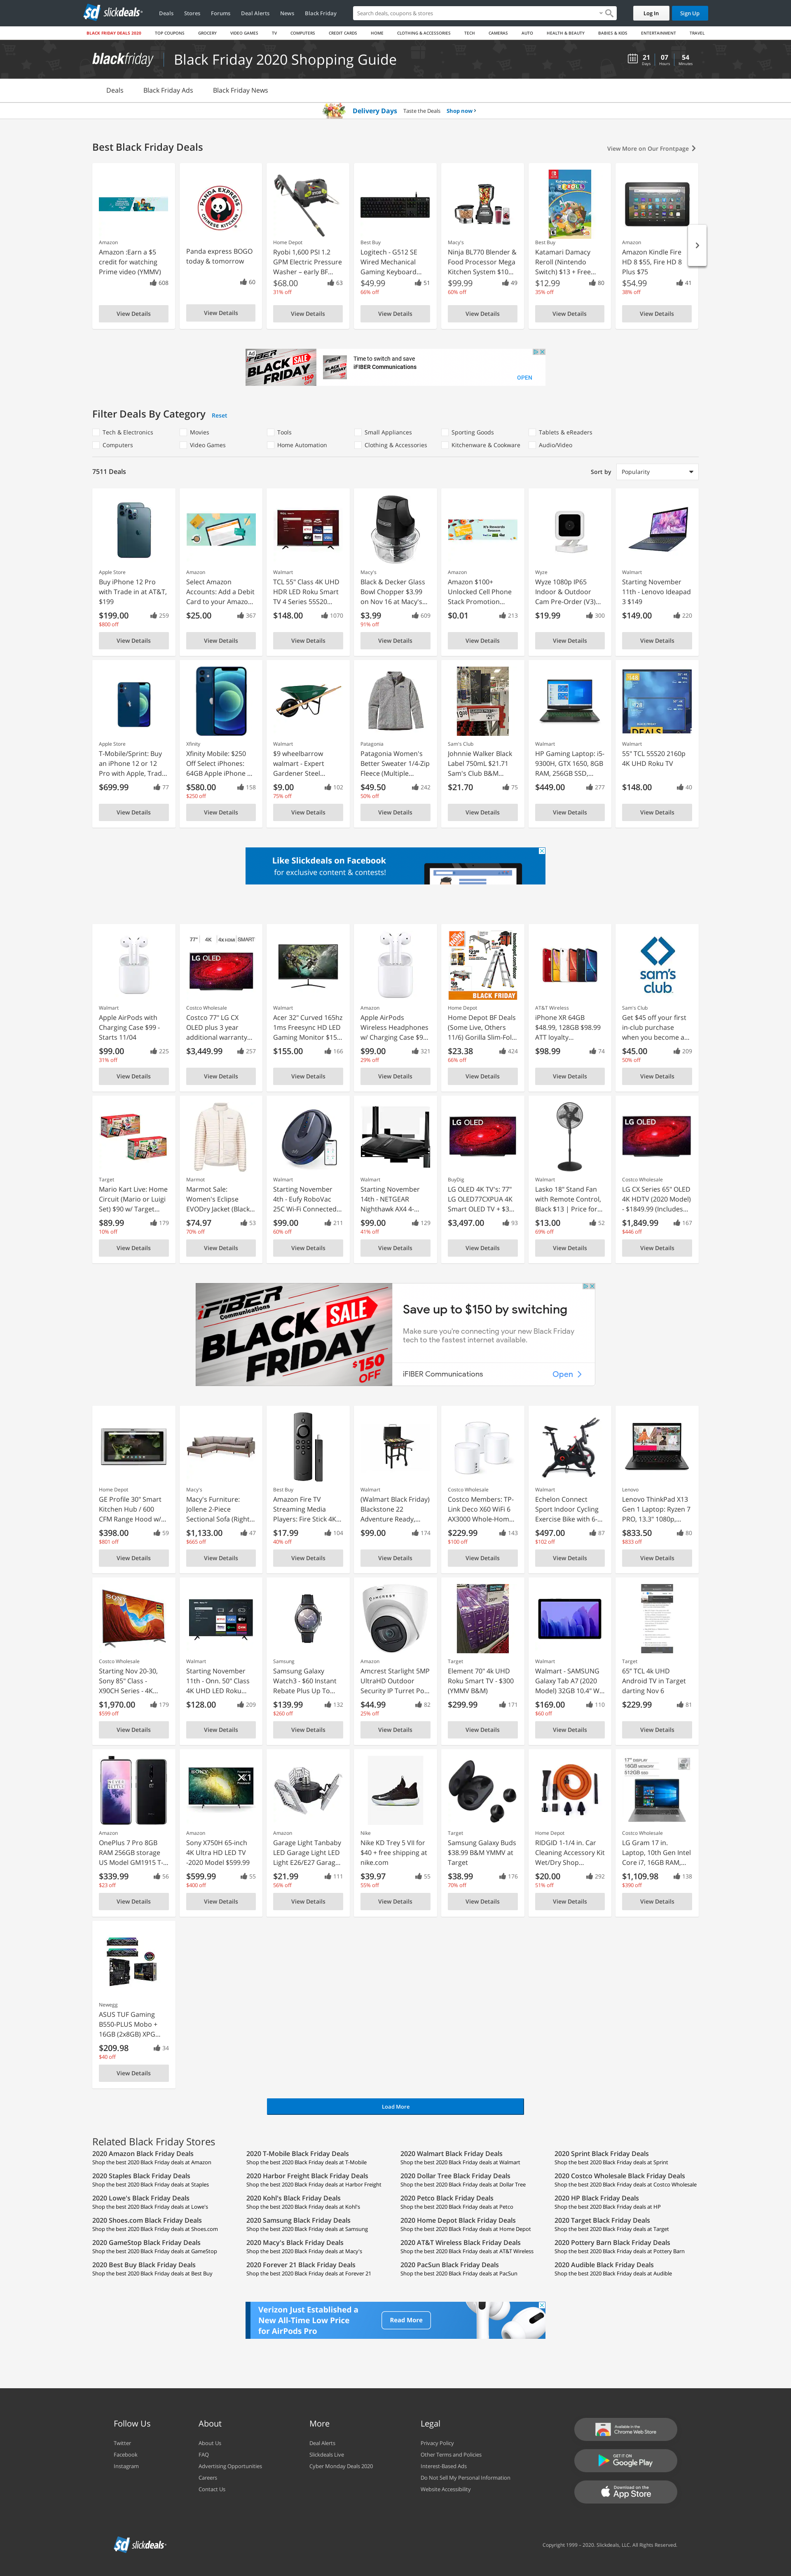 slickdeals
Deals Stores Forums Deal Alerts News Black Friday
Search deals, coupons & stores
Log In Sign Up
BLACK FRIDAY DEALS 2020 TOP COUPONS GROCERY VIDEO GAMES TV COMPUTERS CREDIT CARDS HOME CLOTHING & ACCESSORIES TECH CAMERAS AUTO HEALTH & BEAUTY BABIES & KIDS ENTERTAINMENT TRAVEL
blackfriday Black Friday 2020 Shopping Guide
21 Days 07 Hours 54 Minutes
Deals Black Friday Ads Black Friday News
Delivery Days Taste the Deals Shop now >
Best Black Friday Deals
View More on Our Frontpage
Amazon
Amazon :Earn a $5 credit for watching Prime video (YMMV)
608
View Details
Panda express BOGO today & tomorrow
60
View Details
Home Depot
Ryobi 1,600 PSI 1.2 GPM Electric Pressure Washer – early BF...
$68.00 63
31% off
View Details
Best Buy
Logitech - G512 SE Wired Mechanical Gaming Keyboard...
$49.99 51
66% off
View Details
Macy's
Ninja BL770 Blender & Food Processor Mega Kitchen System $10...
$99.99 49
60% off
View Details
Best Buy
Katamari Damacy Reroll (Nintendo Switch) $13 + Free...
$12.99 80
35% off
View Details
Amazon
Amazon Kindle Fire HD 8 $55, Fire HD 8 Plus $75
$54.99 41
38% off
View Details
Time to switch and save
iFIBER Communications
OPEN
Filter Deals By Category Reset
Tech & Electronics Movies Tools Small Appliances Sporting Goods Tablets & eReaders
Computers Video Games Home Automation Clothing & Accessories Kitchenware & Cookware Audio/Video
7511 Deals
Sort by Popularity
Apple Store
Buy iPhone 12 Pro with Trade in at AT&T, $199
$199.00 259
$800 off
View Details
Amazon
Select Amazon Accounts: Add a Debit Card to your Amazo...
$25.00 367
View Details
Walmart
TCL 55" Class 4K UHD HDR LED Roku Smart TV 4 Series 55S20...
$148.00 1070
View Details
Macy's
Black & Decker Glass Bowl Chopper $3.99 on Nov 16 at Macy's...
$3.99 609
91% off
View Details
Amazon
Amazon $100+ Unlocked Cell Phone Stack Promotion...
$0.01 213
View Details
Wyze
Wyze 1080p IP65 Indoor & Outdoor Cam Pre-Order (V3)...
$19.99 300
View Details
Walmart
Starting November 11th - Lenovo Ideapad 3 $149
$149.00 220
View Details
Apple Store
T-Mobile/Sprint: Buy an iPhone 12 or 12 Pro with Apple, Trad...
$699.99 77
View Details
Xfinity
Xfinity Mobile: $250 Off Select iPhones: 64GB Apple iPhone ...
$580.00 158
$250 off
View Details
Walmart
$9 wheelbarrow walmart - Expert Gardener Steel...
$9.00 102
75% off
View Details
Patagonia
Patagonia Women's Better Sweater 1/4-Zip Fleece (Multiple...
$49.50 242
50% off
View Details
Sam's Club
Johnnie Walker Black Label 750mL $21.71 Sam's Club B&M...
$21.70 75
View Details
Walmart
HP Gaming Laptop: i5-9300H, GTX 1650, 8GB RAM, 256GB SSD,...
$449.00 277
View Details
Walmart
55" TCL 55S20 2160p 4K UHD Roku TV
$148.00 40
View Details
Like Slickdeals on Facebook
for exclusive content & contests!
Walmart
Apple AirPods with Charging Case $99 - Starts 11/04
$99.00 225
31% off
View Details
Costco Wholesale
Costco 77" LG CX OLED plus 3 year additional warranty...
$3,449.99 257
View Details
Walmart
Acer 32" Curved 165hz 1ms Freesync HD LED Gaming Monitor $15...
$155.00 166
View Details
Amazon
Apple AirPods Wireless Headphones w/ Charging Case $9...
$99.00 321
29% off
View Details
Home Depot
Home Depot BF Deals (Some Live, Others 11/6) Gorilla Slim-Fol...
$23.38 424
66% off
View Details
AT&T Wireless
iPhone XR 64GB $48.99, 128GB $98.99 ATT loyalty...
$98.99 74
View Details
Sam's Club
Get $45 off your first in-club purchase when you become a...
$45.00 209
50% off
View Details
Target
Mario Kart Live: Home Circuit (Mario or Luigi Set) $90 w/ Target...
$89.99 179
10% off
View Details
Marmot
Marmot Sale: Women's Eclipse EVODry Jacket (Black...
$74.97 53
70% off
View Details
Walmart
Starting November 4th - Eufy RoboVac 25C Wi-Fi Connected...
$99.00 211
60% off
View Details
Walmart
Starting November 14th - NETGEAR Nighthawk AX4 4-...
$99.00 129
41% off
View Details
BuyDig
LG OLED 4K TV's: 77" LG OLED77CXPUA 4K Smart OLED TV + $3...
$3,497.00 93
View Details
Walmart
Lasko 18" Stand Fan with Remote Control, Black $13 | Price for...
$13.00 52
69% off
View Details
Costco Wholesale
LG CX Series 65" OLED 4K HDTV (2020 Model) - $1849.99 (Includes...
$1,849.99 167
$446 off
View Details
iFIBER Communications
BLACK FRIDAY SALE
$150 OFF
Save up to $150 by switching
Make sure you're connecting your new Black Friday tech to the fastest internet available.
iFIBER Communications Open
Home Depot
GE Profile 30" Smart Kitchen Hub / 600 CFM Range Hood w/...
$398.00 59
$801 off
View Details
Macy's
Macy's Furniture: Jollene 2-Piece Sectional Sofa (Right...
$1,133.00 47
$665 off
View Details
Best Buy
Amazon Fire TV Streaming Media Players: Fire Stick 4K...
$17.99 104
40% off
View Details
Walmart
(Walmart Black Friday) Blackstone 22 Adventure Ready,...
$99.00 174
View Details
Costco Wholesale
Costco Members: TP-Link Deco X60 WiFi 6 AX3000 Whole-Hom...
$229.99 143
$100 off
View Details
Walmart
Echelon Connect Sport Indoor Cycling Exercise Bike with 6-...
$497.00 87
$102 off
View Details
Lenovo
Lenovo ThinkPad X13 Gen 1 Laptop: Ryzen 7 PRO, 13.3" 1080p,...
$833.50 80
$833 off
View Details
Costco Wholesale
Starting Nov 20-30, Sony 85" Class - X90CH Series - 4K...
$1,970.00 179
$599 off
View Details
Walmart
Starting November 11th - Onn. 50" Class 4K UHD LED Roku...
$128.00 209
View Details
Samsung
Samsung Galaxy Watch3 - $60 Instant Rebate Plus Up To...
$139.99 132
$260 off
View Details
Amazon
Amcrest Starlight 5MP UltraHD Outdoor Security IP Turret Po...
$44.99 82
25% off
View Details
Target
Element 70" 4k UHD Roku Smart TV - $300 (YMMV B&M)
$299.99 171
View Details
Walmart
Walmart - SAMSUNG Galaxy Tab A7 (2020 Model) 32GB 10.4" W...
$169.00 110
$60 off
View Details
Target
65" TCL 4k UHD Android TV in Target darting Nov 6
$229.99 81
View Details
Amazon
OnePlus 7 Pro 8GB RAM 256GB storage US Model GM1915 T-...
$339.99 56
$23 off
View Details
Amazon
Sony X750H 65-inch 4K Ultra HD LED TV -2020 Model $599.99
$599.99 55
$400 off
View Details
Amazon
Garage Light Tanbaby LED Garage Light LED Light E26/E27 Garag...
$21.99 111
56% off
View Details
Nike
Nike KD Trey 5 VII for $40 + free shipping at nike.com
$39.97 55
55% off
View Details
Target
Samsung Galaxy Buds $38.99 B&M YMMV at Target
$38.99 176
70% off
View Details
Home Depot
RIDGID 1-1/4 in. Car Cleaning Accessory Kit Wet/Dry Shop...
$20.00 292
51% off
View Details
Costco Wholesale
LG Gram 17 in. Laptop, 10th Gen Intel Core i7, 16GB RAM,...
$1,109.98 138
$390 off
View Details
Newegg
ASUS TUF Gaming B550-PLUS Mobo + 16GB (2x8GB) XPG...
$209.98 34
$40 off
View Details
Load More
Related Black Friday Stores
2020 Amazon Black Friday Deals
Shop the best 2020 Black Friday deals at Amazon
2020 T-Mobile Black Friday Deals
Shop the best 2020 Black Friday deals at T-Mobile
2020 Walmart Black Friday Deals
Shop the best 2020 Black Friday deals at Walmart
2020 Sprint Black Friday Deals
Shop the best 2020 Black Friday deals at Sprint
2020 Staples Black Friday Deals
Shop the best 2020 Black Friday deals at Staples
2020 Harbor Freight Black Friday Deals
Shop the best 2020 Black Friday deals at Harbor Freight
2020 Dollar Tree Black Friday Deals
Shop the best 2020 Black Friday deals at Dollar Tree
2020 Costco Wholesale Black Friday Deals
Shop the best 2020 Black Friday deals at Costco Wholesale
2020 Lowe's Black Friday Deals
Shop the best 2020 Black Friday deals at Lowe's
2020 Kohl's Black Friday Deals
Shop the best 2020 Black Friday deals at Kohl's
2020 Petco Black Friday Deals
Shop the best 2020 Black Friday deals at Petco
2020 HP Black Friday Deals
Shop the best 2020 Black Friday deals at HP
2020 Shoes.com Black Friday Deals
Shop the best 2020 Black Friday deals at Shoes.com
2020 Samsung Black Friday Deals
Shop the best 2020 Black Friday deals at Samsung
2020 Home Depot Black Friday Deals
Shop the best 2020 Black Friday deals at Home Depot
2020 Target Black Friday Deals
Shop the best 2020 Black Friday deals at Target
2020 GameStop Black Friday Deals
Shop the best 2020 Black Friday deals at GameStop
2020 Macy's Black Friday Deals
Shop the best 2020 Black Friday deals at Macy's
2020 AT&T Wireless Black Friday Deals
Shop the best 2020 Black Friday deals at AT&T Wireless
2020 Pottery Barn Black Friday Deals
Shop the best 2020 Black Friday deals at Pottery Barn
2020 Best Buy Black Friday Deals
Shop the best 2020 Black Friday deals at Best Buy
2020 Forever 21 Black Friday Deals
Shop the best 2020 Black Friday deals at Forever 21
2020 PacSun Black Friday Deals
Shop the best 2020 Black Friday deals at PacSun
2020 Audible Black Friday Deals
Shop the best 2020 Black Friday deals at Audible
Verizon Just Established a
New All-Time Low Price
for AirPods Pro
Read More
Follow Us
Twitter
Facebook
Instagram
About
About Us
FAQ
Advertising Opportunities
Careers
Contact Us
More
Deal Alerts
Slickdeals Live
Cyber Monday Deals 2020
Legal
Privacy Policy
Other Terms and Policies
Interest-Based Ads
Do Not Sell My Personal Information
Website Accessibility
Available in the
Chrome Web Store
GET IT ON
Google Play
Download on the
App Store
slickdeals
Copyright 1999 – 2020. Slickdeals, LLC. All Rights Reserved.